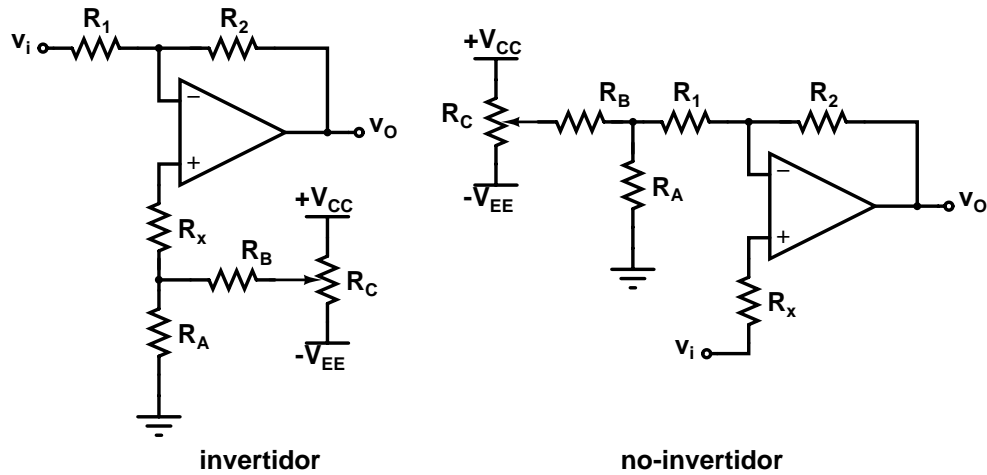 R1
R2
vi
−
+
vO
+VCC
Rx
RB
RC
RA
-VEE
invertidor
+VCC
RC
RB
R1
R2
-VEE
RA
−
+
vO
Rx
vi
no-invertidor